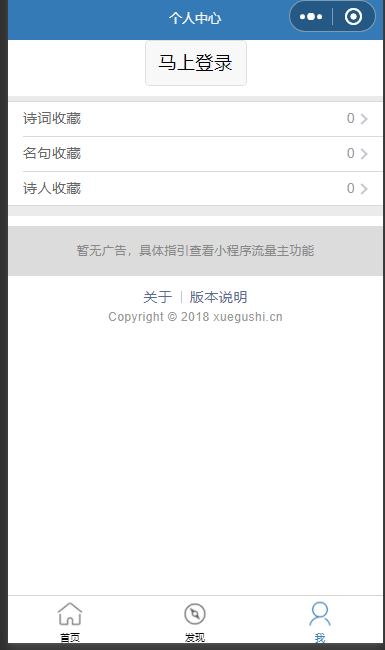 个人中心
马上登录
诗词收藏 0
名句收藏 0
诗人收藏 0
暂无广告，具体指引查看小程序流量主功能
关于 | 版本说明
Copyright © 2018 xuegushi.cn
首页 发现 我